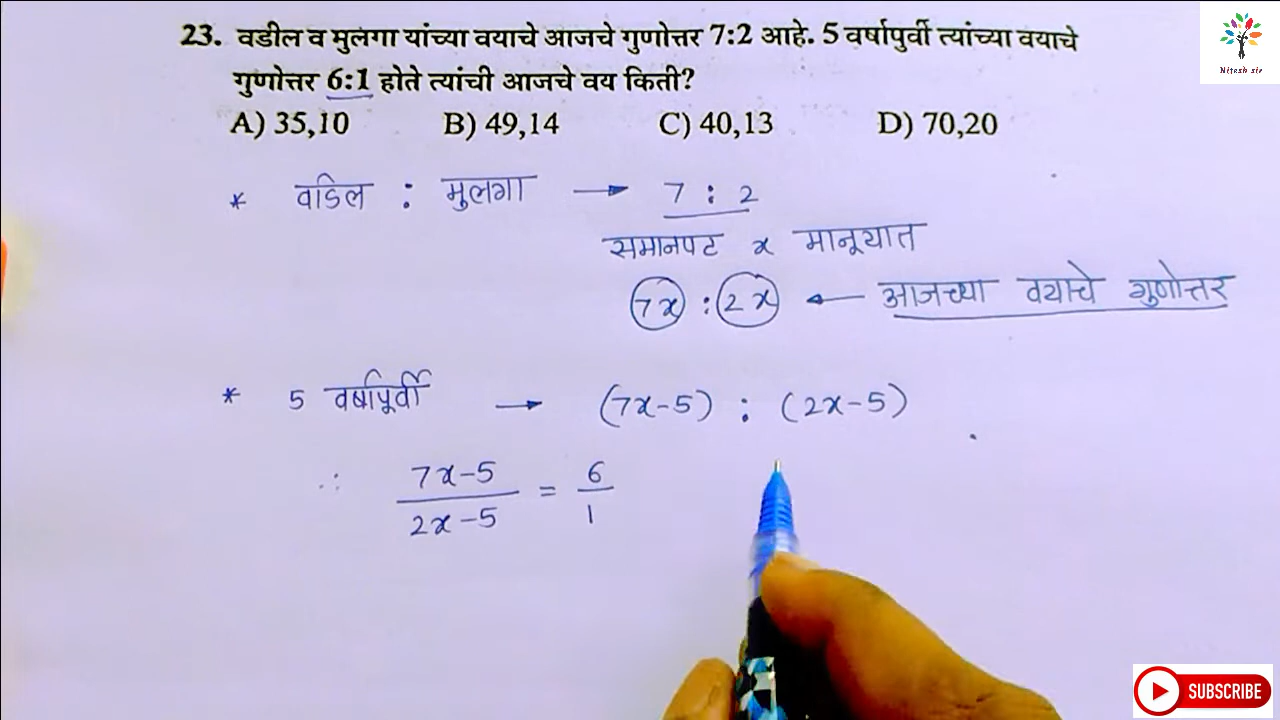 23. वडील व मुलगा यांच्या वयाचे आजचे गुणोत्तर 7:2 आहे. 5 वर्षापुर्वी त्यांच्या वयाचे
गुणोत्तर 6:1 होते त्यांची आजचे वय किती?
A) 35,10 B) 49,14 C) 40,13 D) 70,20
* वडिल : मुलगा → 7 : 2
समानपट x मानूयात
7x : 2x ← आजच्या वयाचे गुणोत्तर
* 5 वर्षापूर्वी → (7x-5) : (2x-5)
∴ 7x-5 / 2x-5 = 6 / 1
Nitesh sir
SUBSCRIBE